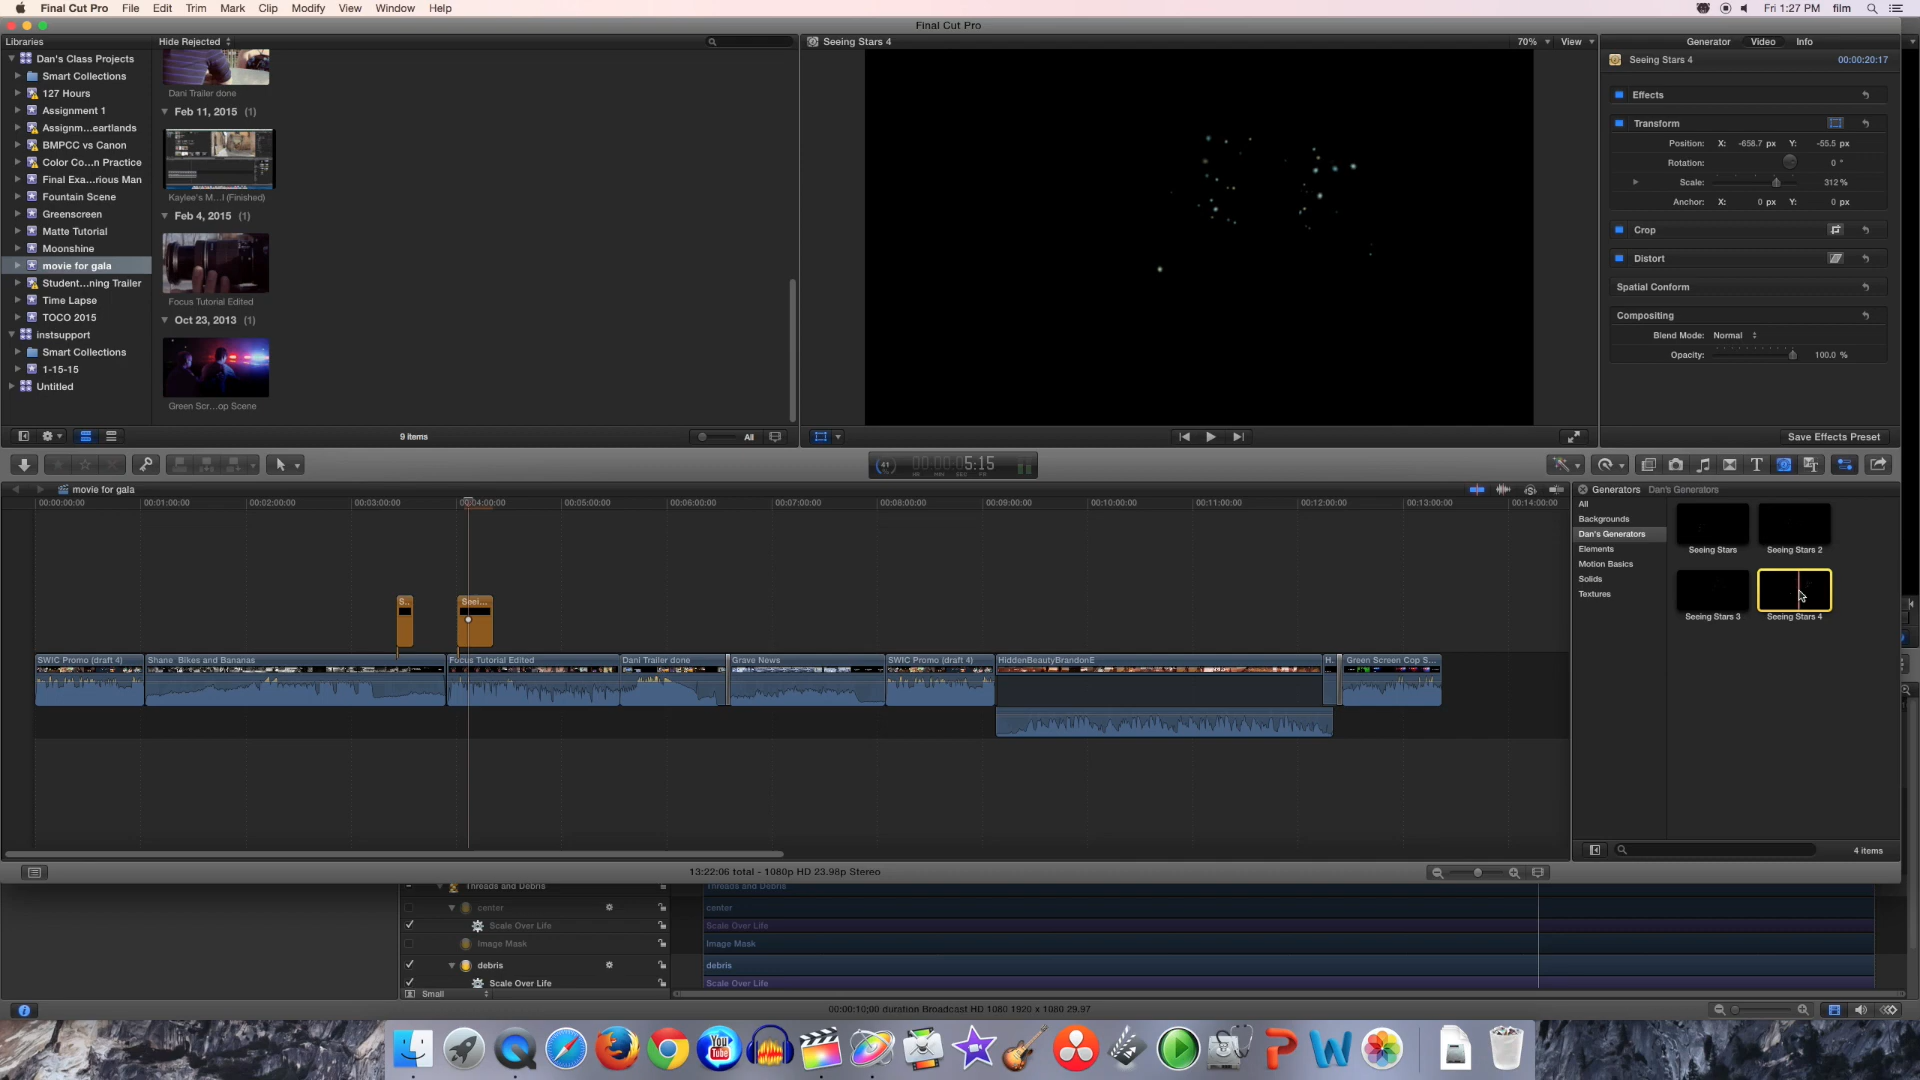 Final Cut Pro File Edit Trim Mark Clip Modify View Window Help
Fri 1:27 PM film
Final Cut Pro
Libraries
Dan's Class Projects
Smart Collections
127 Hours
Assignment 1
Assignm...eartlands
BMPCC vs Canon
Color Co...n Practice
Final Exa...rious Man
Fountain Scene
Greenscreen
Matte Tutorial
Moonshine
movie for gala
Student...ning Trailer
Time Lapse
TOCO 2015
instsupport
Smart Collections
1-15-15
Untitled
Hide Rejected
Dani Trailer done
Feb 11, 2015 (1)
Kaylee's M...l (Finished)
Feb 4, 2015 (1)
Focus Tutorial Edited
Oct 23, 2013 (1)
Green Scr...op Scene
9 items
All
Seeing Stars 4
70% View
Generator Video Info
Seeing Stars 4 00:00:20:17
Effects
Transform
Position: X: -658.7 px Y: -55.5 px
Rotation: 0 °
Scale: 312 %
Anchor: X: 0 px Y: 0 px
Crop
Distort
Spatial Conform
Compositing
Blend Mode: Normal
Opacity: 100.0 %
Save Effects Preset
41 00:00:05:15
HR MIN SEC FR
movie for gala
00:00:00:00 00:01:00:00 00:02:00:00 00:03:00:00 00:04:00:00 00:05:00:00 00:06:00:00 00:07:00:00 00:08:00:00 00:09:00:00 00:10:00:00 00:11:00:00 00:12:00:00 00:13:00:00 00:14:00:00
S.. Seei...
SWIC Promo (draft 4) Shane Bikes and Bananas Focus Tutorial Edited Dani Trailer done Grave News SWIC Promo (draft 4) HiddenBeautyBrandonE H.. Green Screen Cop S...
Generators Dan's Generators
All
Backgrounds
Dan's Generators
Elements
Motion Basics
Solids
Textures
Seeing Stars
Seeing Stars 2
Seeing Stars 3
Seeing Stars 4
4 items
13:22:06 total - 1080p HD 23.98p Stereo
Threads and Debris Threads and Debris
center center
Scale Over Life Scale Over Life
Image Mask Image Mask
debris debris
Scale Over Life Scale Over Life
Small
00:00:10;00 duration Broadcast HD 1080 1920 x 1080 29.97
You
Tube